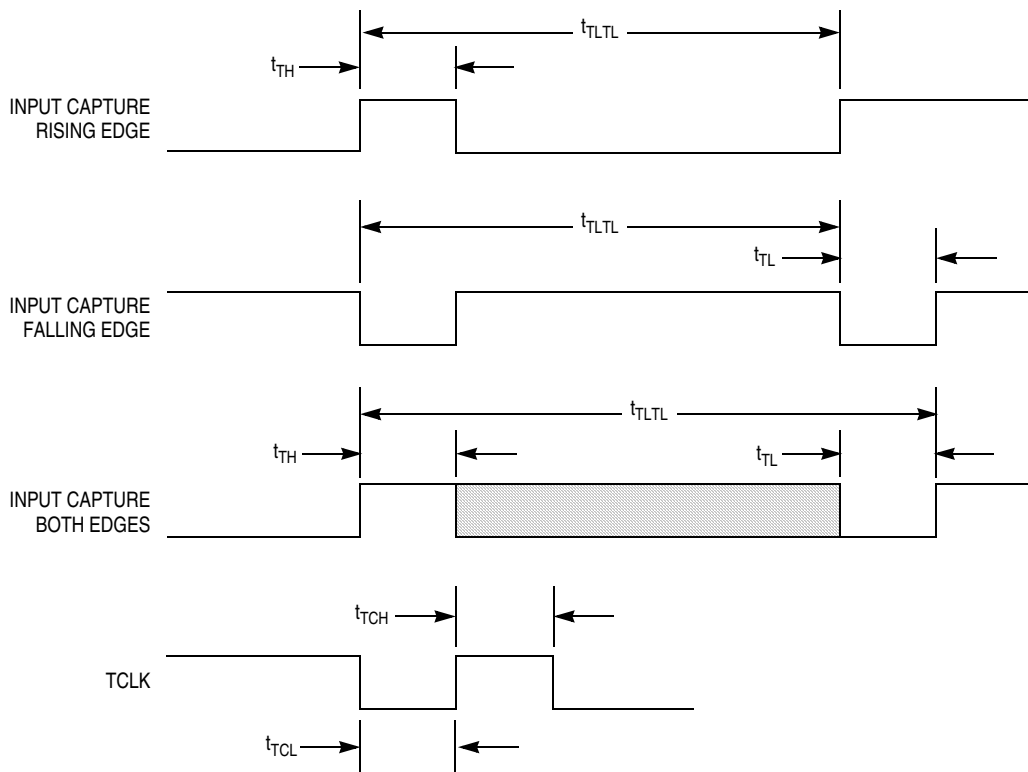 tTLTL
tTH
INPUT CAPTURE
RISING EDGE
tTLTL
tTL
INPUT CAPTURE
FALLING EDGE
tTLTL
tTH
tTL
INPUT CAPTURE
BOTH EDGES
tTCH
TCLK
tTCL